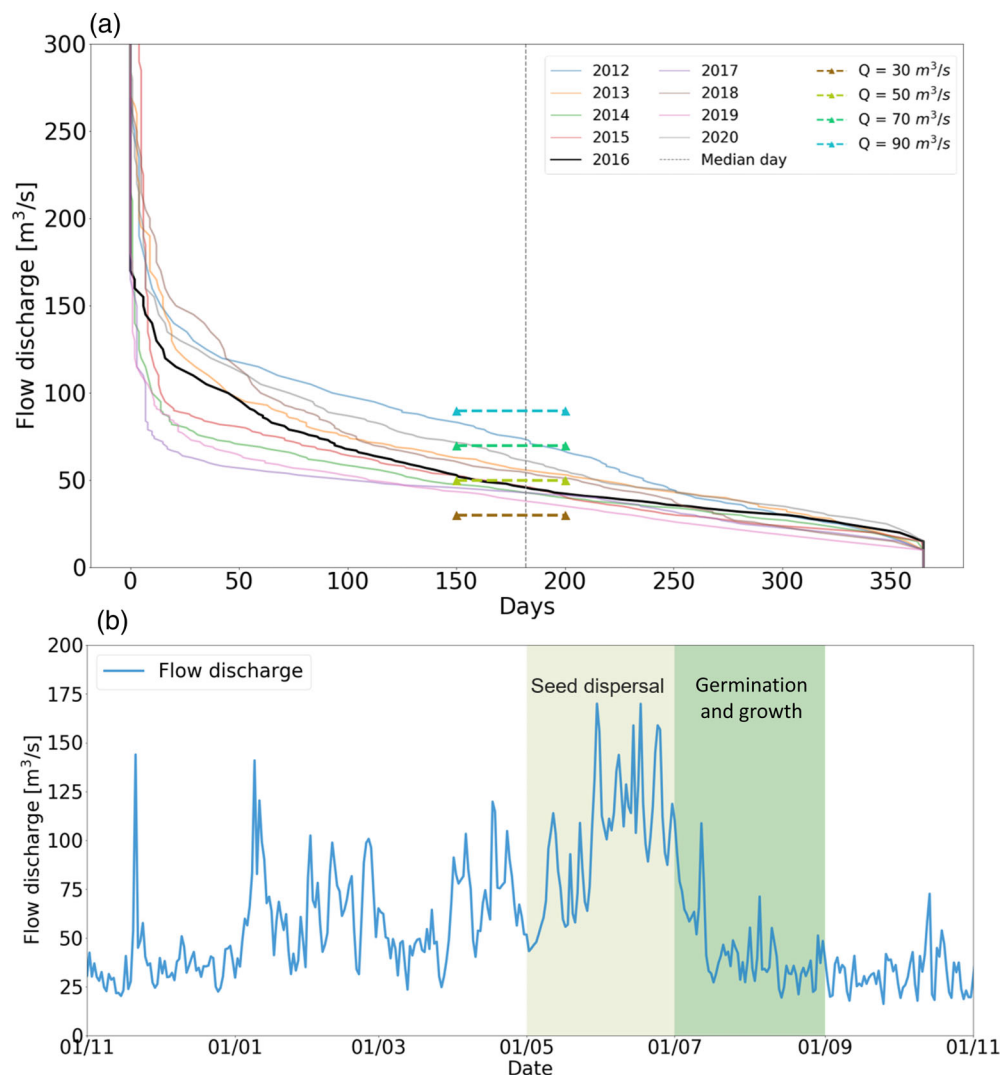 (a)
300
250
200
150
100
50
0
Flow discharge [m³/s]
2012
2013
2014
2015
2016
2017
2018
2019
2020
Median day
Q = 30 m³/s
Q = 50 m³/s
Q = 70 m³/s
Q = 90 m³/s
0 50 100 150 200 250 300 350
Days
(b)
200
175
150
125
100
75
50
25
0
Flow discharge [m³/s]
Flow discharge
Seed dispersal
Germination
and growth
01/11 01/01 01/03 01/05 01/07 01/09 01/11
Date